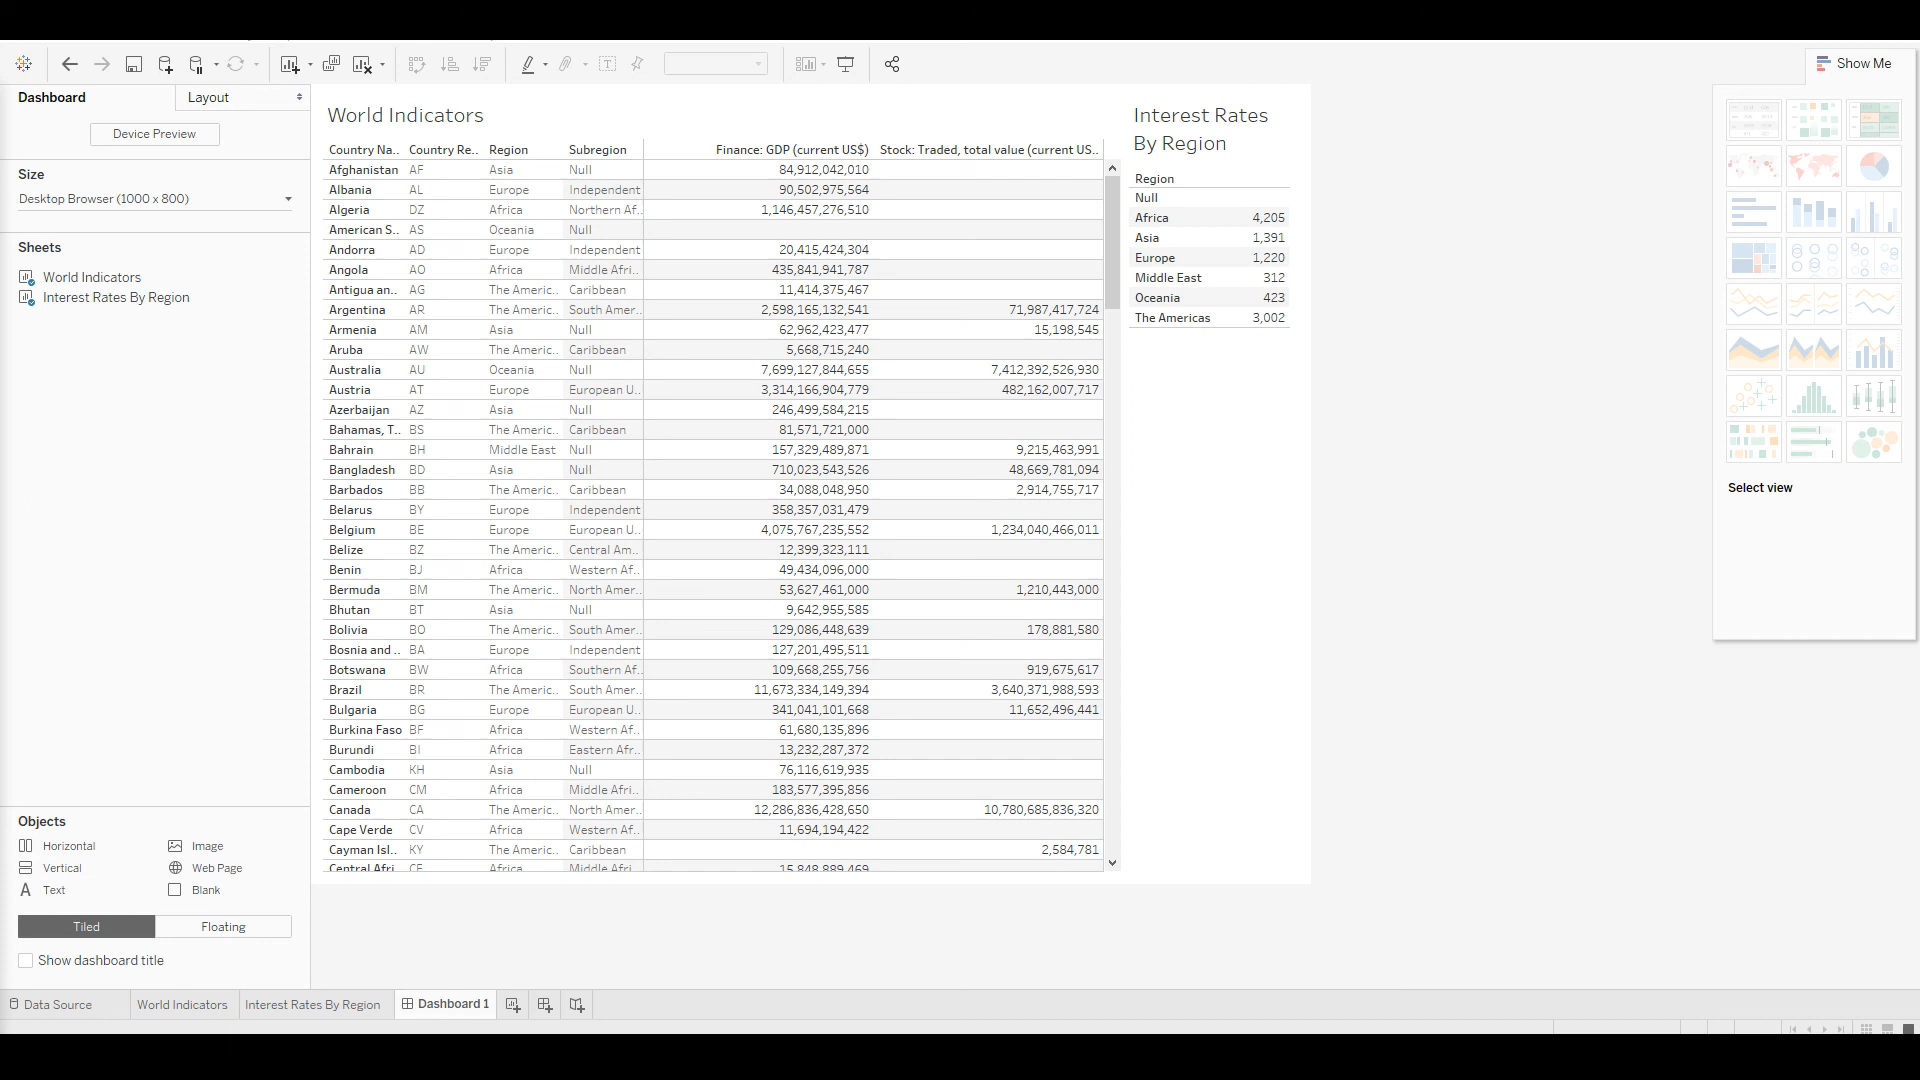 Show Me
Dashboard
Layout
Device Preview
Size
Desktop Browser (1000 x 800)
Sheets
World Indicators
Interest Rates By Region
Objects
Horizontal Image
Vertical Web Page
Text Blank
Tiled Floating
Show dashboard title
World Indicators
Country Na.. Country Re.. Region Subregion Finance: GDP (current US$) Stock: Traded, total value (current US..
Afghanistan AF Asia Null 84,912,042,010
Albania AL Europe Independent 90,502,975,564
Algeria DZ Africa Northern Af.. 1,146,457,276,510
American S.. AS Oceania Null
Andorra AD Europe Independent 20,415,424,304
Angola AO Africa Middle Afri.. 435,841,941,787
Antigua an.. AG The Americ.. Caribbean 11,414,375,467
Argentina AR The Americ.. South Amer.. 2,598,165,132,541 71,987,417,724
Armenia AM Asia Null 62,962,423,477 15,198,545
Aruba AW The Americ.. Caribbean 5,668,715,240
Australia AU Oceania Null 7,699,127,844,655 7,412,392,526,930
Austria AT Europe European U.. 3,314,166,904,779 482,162,007,717
Azerbaijan AZ Asia Null 246,499,584,215
Bahamas, T.. BS The Americ.. Caribbean 81,571,721,000
Bahrain BH Middle East Null 157,329,489,871 9,215,463,991
Bangladesh BD Asia Null 710,023,543,526 48,669,781,094
Barbados BB The Americ.. Caribbean 34,088,048,950 2,914,755,717
Belarus BY Europe Independent 358,357,031,479
Belgium BE Europe European U.. 4,075,767,235,552 1,234,040,466,011
Belize BZ The Americ.. Central Am.. 12,399,323,111
Benin BJ Africa Western Af.. 49,434,096,000
Bermuda BM The Americ.. North Amer.. 53,627,461,000 1,210,443,000
Bhutan BT Asia Null 9,642,955,585
Bolivia BO The Americ.. South Amer.. 129,086,448,639 178,881,580
Bosnia and .. BA Europe Independent 127,201,495,511
Botswana BW Africa Southern Af.. 109,668,255,756 919,675,617
Brazil BR The Americ.. South Amer.. 11,673,334,149,394 3,640,371,988,593
Bulgaria BG Europe European U.. 341,041,101,668 11,652,496,441
Burkina Faso BF Africa Western Af.. 61,680,135,896
Burundi BI Africa Eastern Afr.. 13,232,287,372
Cambodia KH Asia Null 76,116,619,935
Cameroon CM Africa Middle Afri.. 183,577,395,856
Canada CA The Americ.. North Amer.. 12,286,836,428,650 10,780,685,836,320
Cape Verde CV Africa Western Af.. 11,694,194,422
Cayman Isl.. KY The Americ.. Caribbean 2,584,781
Central Afri.. CF Africa Middle Afri.. 15,848,889,469
Interest Rates
By Region
Region
Null
Africa 4,205
Asia 1,391
Europe 1,220
Middle East 312
Oceania 423
The Americas 3,002
Select view
Data Source World Indicators Interest Rates By Region Dashboard 1